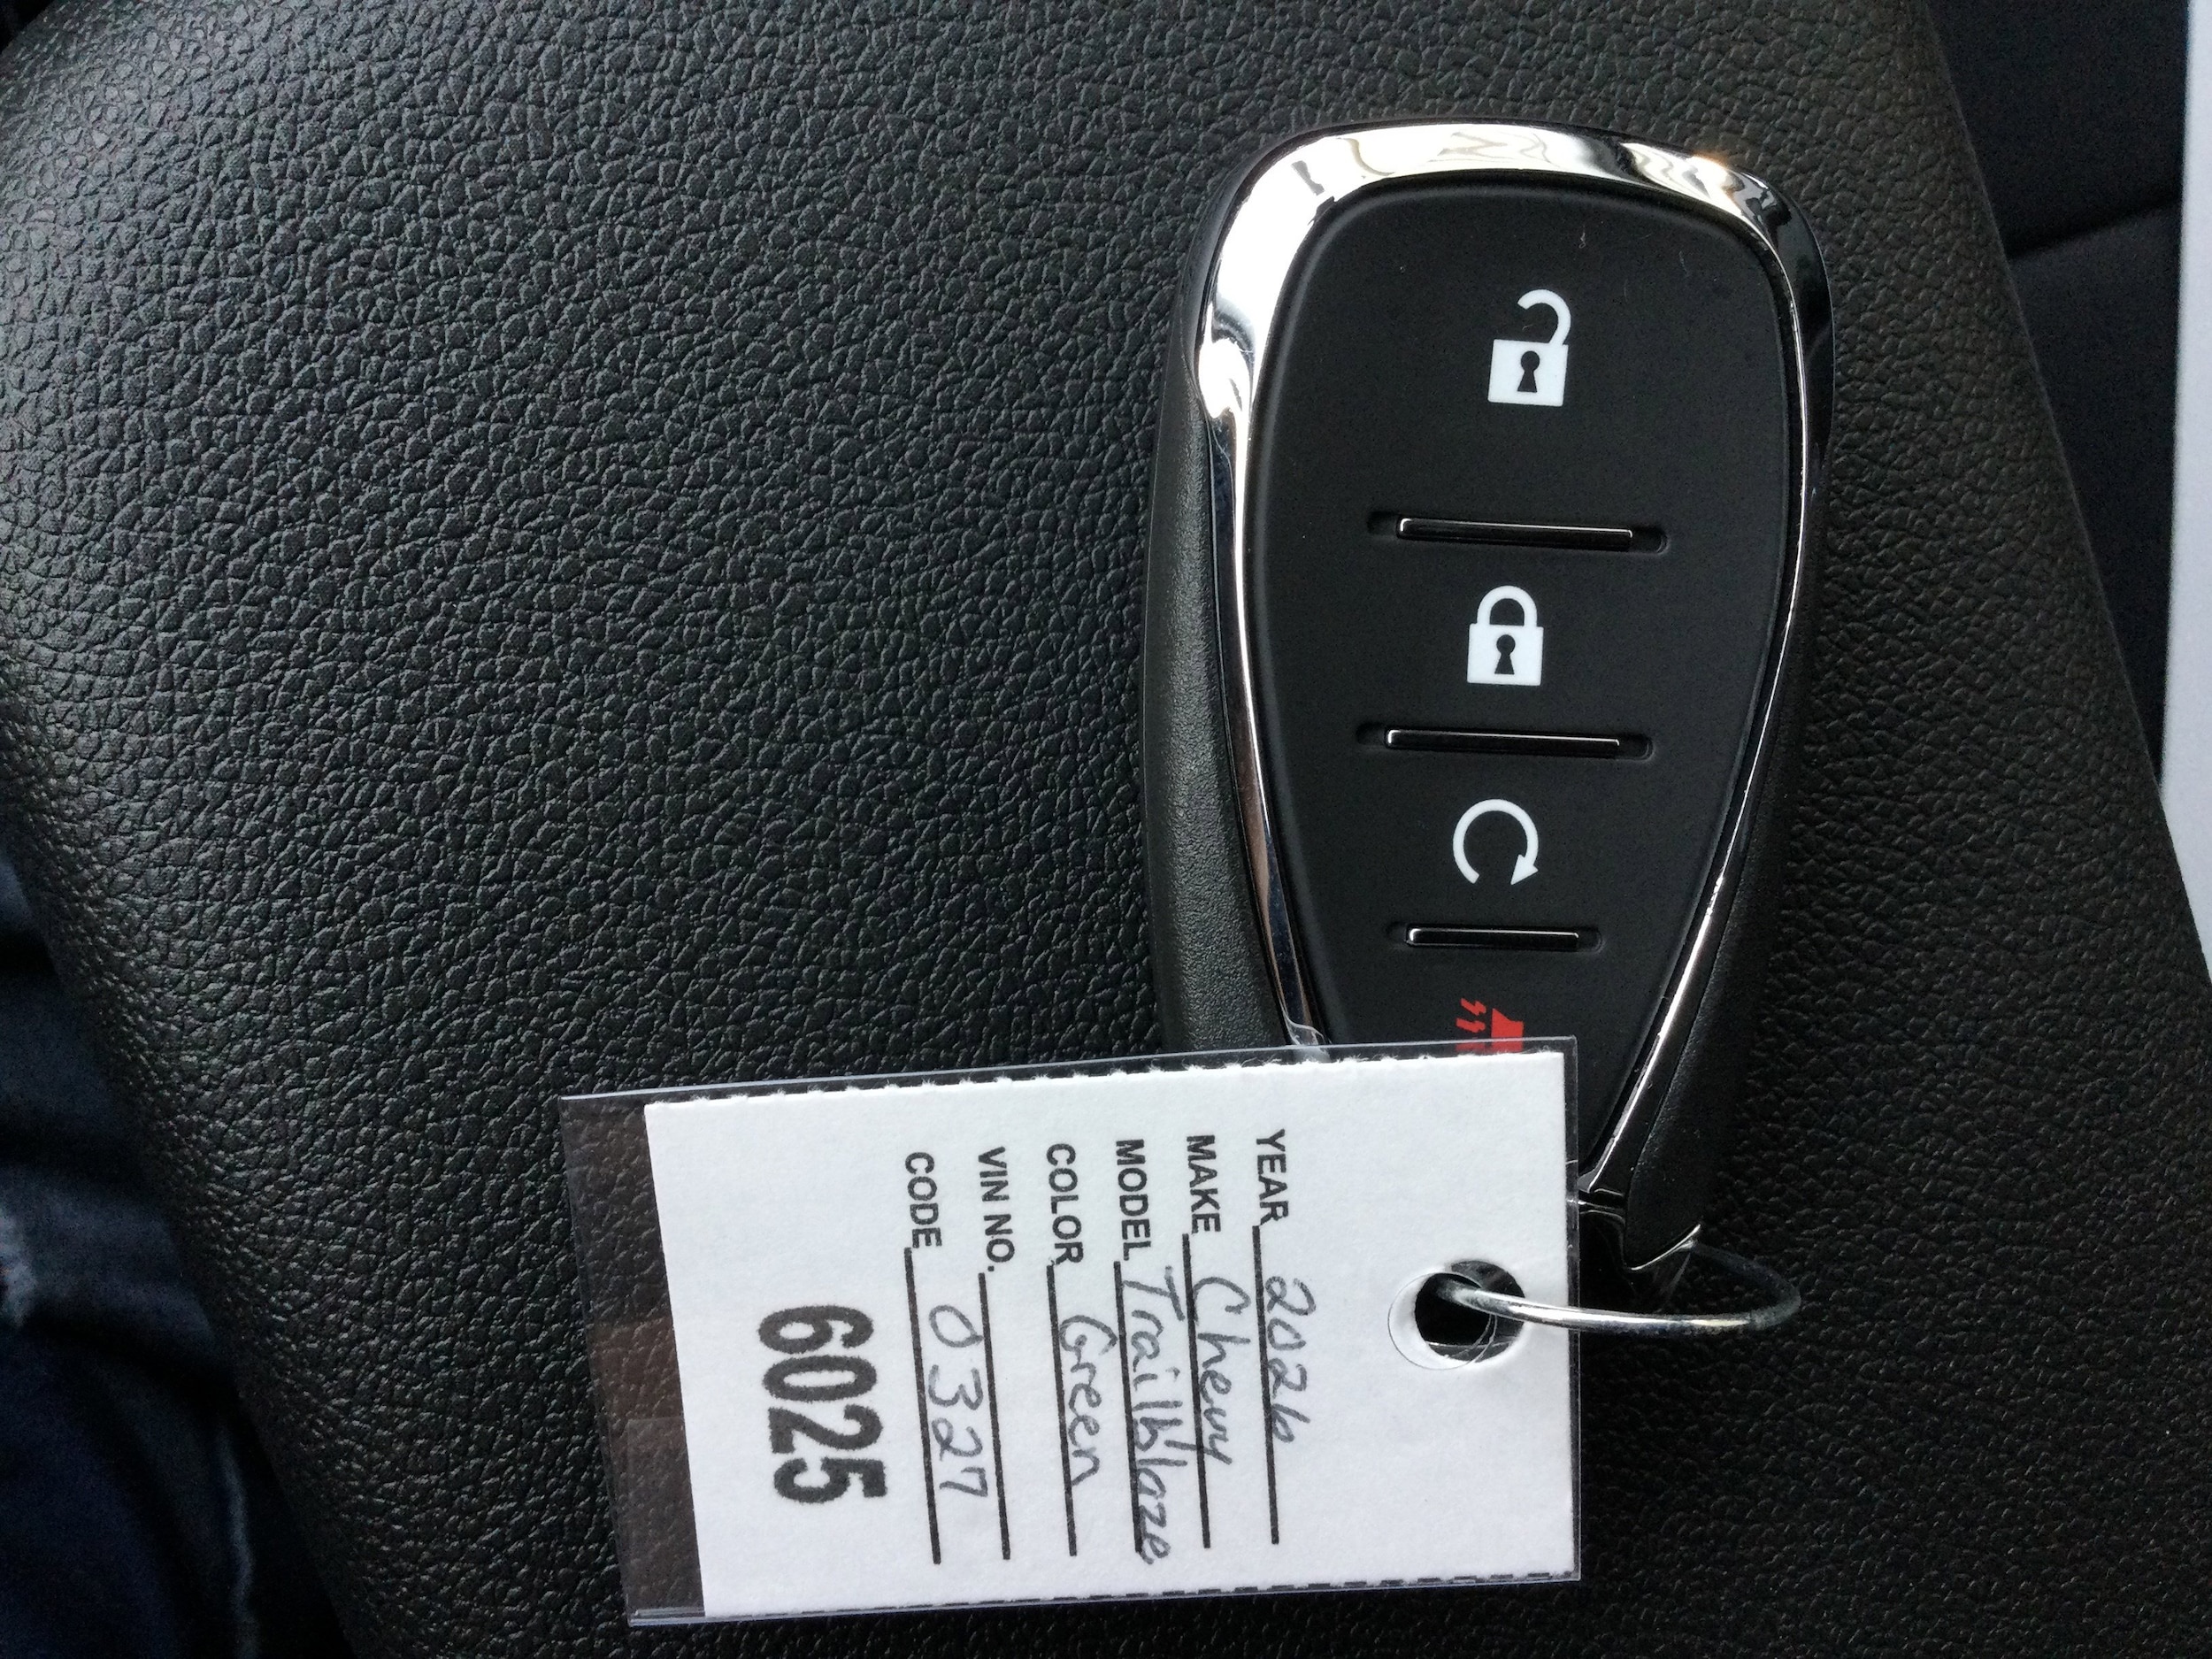 YEAR 2026
MAKE Chevy
MODEL Trailblaze
COLOR Green
VIN NO.
CODE 0327
6025